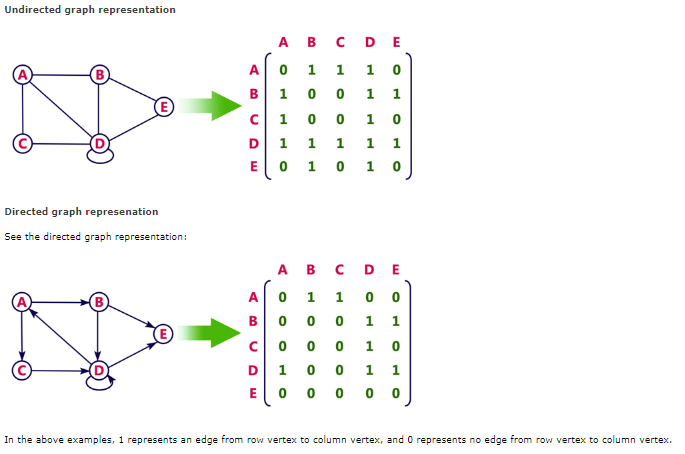 Undirected graph representation
A B C D E
A 0 1 1 1 0
B 1 0 0 1 1
C 1 0 0 1 0
D 1 1 1 1 1
E 0 1 0 1 0
A B
E
C D
Directed graph represenation
See the directed graph representation:
A B C D E
A 0 1 1 0 0
B 0 0 0 1 1
C 0 0 0 1 0
D 1 0 0 1 1
E 0 0 0 0 0
A B
E
C D
In the above examples, 1 represents an edge from row vertex to column vertex, and 0 represents no edge from row vertex to column vertex.